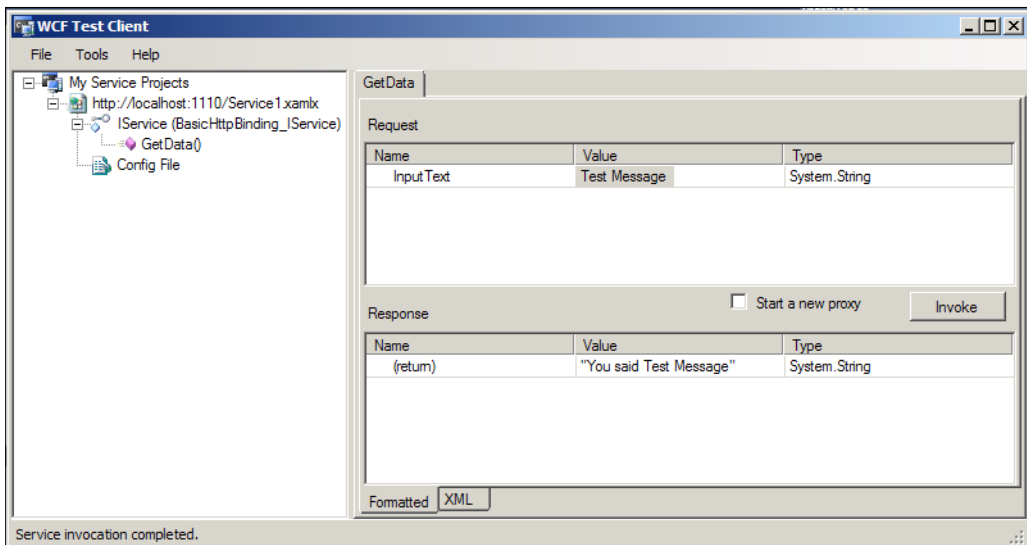 WCF Test Client
File Tools Help
My Service Projects
http://localhost:1110/Service1.xamlx
IService (BasicHttpBinding_IService)
GetData()
Config File
GetData
Request
Name Value Type
InputText Test Message System.String
Start a new proxy Invoke
Response
Name Value Type
(return) "You said Test Message" System.String
Formatted XML
Service invocation completed.